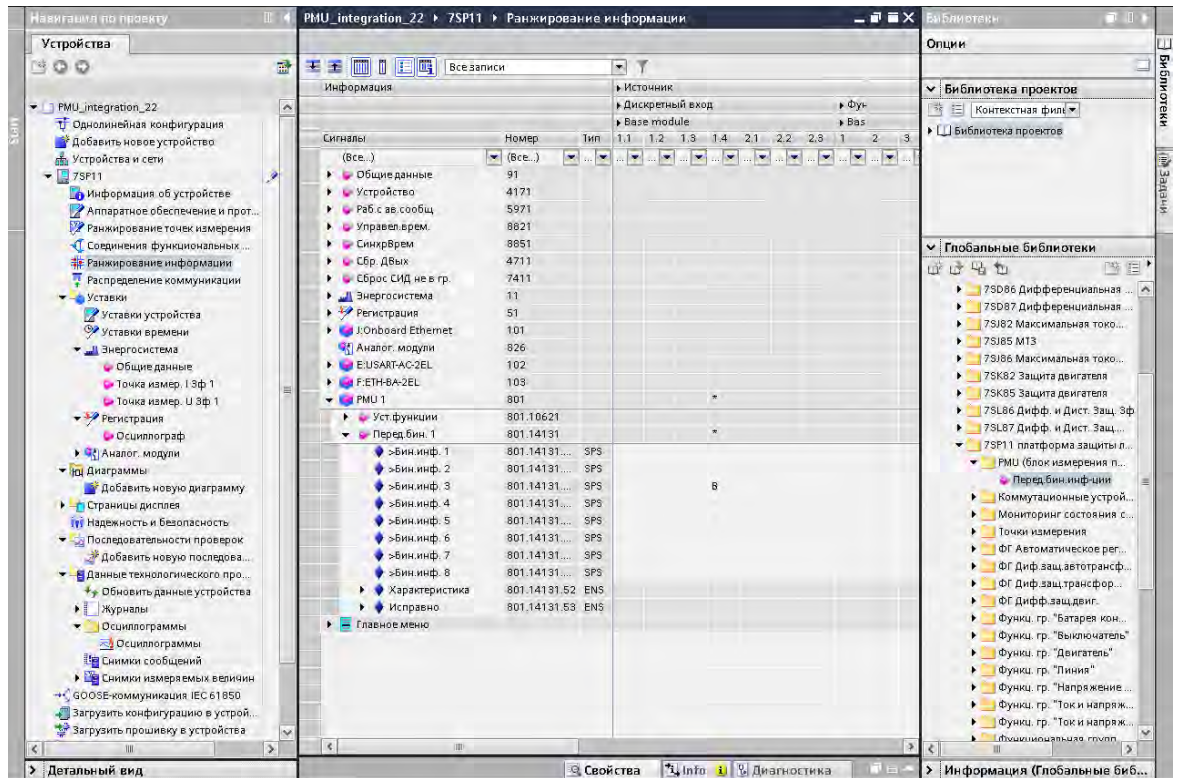 Навигация по проекту
Устройства
PMU_integration_22
Однолинейная конфигурация
Добавить новое устройство.
Устройства и сети
7SP11
Информация об устройстве
Аппаратное обеспечение и прот...
Ранжирование точек измерения
Соединения функциональных ...
Ранжирование информации
Распределение коммуникации
Уставки
Уставки устройства
Уставки времени
Энергосистема
Общие данные
Точка измер. I 3ф 1
Точка измер. U 3ф 1
Регистрация
Осциллограф
Аналог. модули
Диаграммы
Добавить новую диаграмму
Страницы дисплея
Надежность и безопасность
Последовательности проверок
Добавить новую последова...
Данные технологического про...
Обновить данные устройства
Журналы
Осциллограммы
Осциллограммы
Снимки сообщений
Снимки измеряемых величин
GOOSE-коммуникация IEC 61850
Загрузить конфигурацию в устрой...
Загрузить прошивку в устройства
Детальный вид
PMU_integration_22 ▸ 7SP11 ▸ Ранжирование информации
Все записи
Информация Источник
Дискретный вход Фун
Base module Bas
Сигналы Номер Тип 1.1 1.2 1.3 1.4 2.1 2.2 2.3 1 2 3
(Все...) (Все...) ... ... ... ... ... ... ... ... ... ... ...
Общие данные 91
Устройство 4171
Раб с ав.сообщ. 5971
Управел.врем. 8821
СинхрВрем 8851
Сбр. ДВых 4711
Сброс СИД не в гр. 7411
Энергосистема 11
Регистрация 51
J:Onboard Ethernet 101
Аналог. модули 826
E:USART-AC-2EL 102
F:ETH-BA-2EL 103
PMU 1 801 *
Уст.функции 801.10621
Перед.бин. 1 801.14131 *
>Бин.инф. 1 801.14131.... SPS
>Бин.инф. 2 801.14131.... SPS
>Бин.инф. 3 801.14131.... SPS В
>Бин.инф. 4 801.14131.... SPS
>Бин.инф. 5 801.14131.... SPS
>Бин.инф. 6 801.14131.... SPS
>Бин.инф. 7 801.14131.... SPS
>Бин.инф. 8 801.14131.... SPS
Характеристика 801.14131.52 ENS
Исправно 801.14131.53 ENS
Главное меню
Свойства Info Диагностика
Библиотеки
Опции
Библиотека проектов
Контекстная филь
Библиотека проектов
Глобальные библиотеки
7SD86 Дифференциальная ...
7SD87 Дифференциальная ...
7SJ82 Максимальная токо...
7SJ85 МТЗ
7SJ86 Максимальная токо...
7SK82 Защита двигателя
7SK85 Защита двигателя
7SL86 Дифф. и Дист. Защ. 3ф
7SL87 Дифф. и Дист. Защ....
7SP11 платформа защиты л...
PMU (блок измерения п...
Перед.бин.инф-ции
Коммутационные устрой...
Мониторинг состояния с...
Точки измерения
ФГ Автоматическое рег...
ФГ Диф.защ.автотрансф...
ФГ Диф.защ.трансфор...
ФГ Дифф.защ.двиг.
Функц. гр. "Батарея кон...
Функц. гр. "Выключатель"
Функц. гр. "Двигатель"
Функц. гр. "Линия"
Функц. гр. "Напряжение ...
Функц. гр. "Ток и напряж...
Функц. гр. "Ток и напряж...
Функциональная групп...
Информация (Глобальные биб...
Библиотеки
Задачи